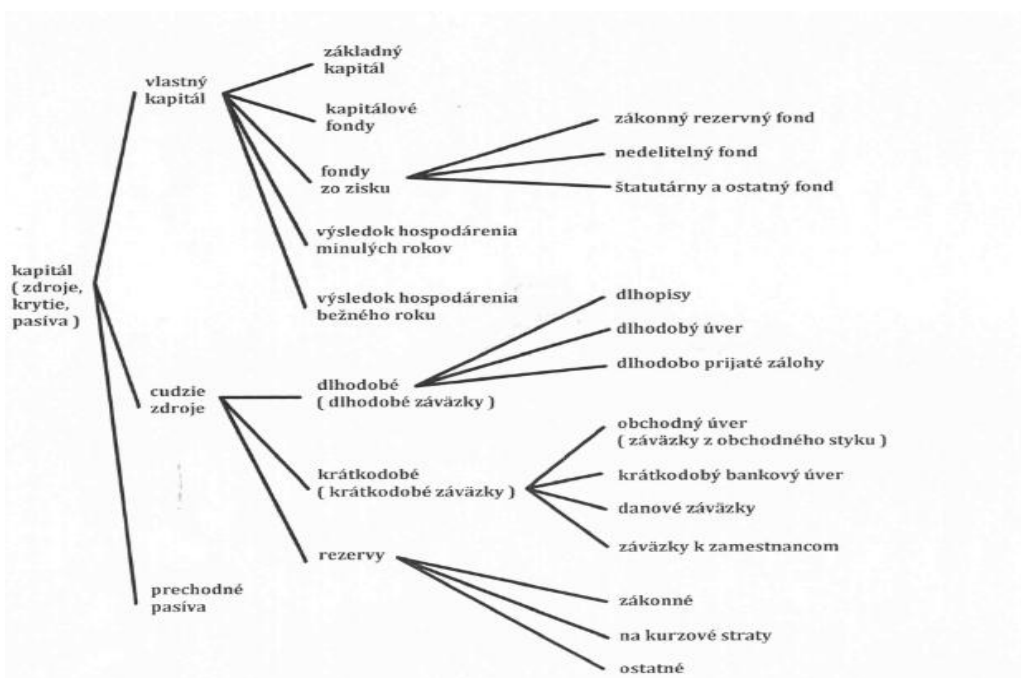 kapitál
( zdroje,
krytie,
pasíva )
vlastný
kapitál
základný
kapitál
kapitálové
fondy
fondy
zo zisku
zákonný rezervný fond
nedelitelný fond
štatutárny a ostatný fond
výsledok hospodárenia
minulých rokov
výsledok hospodárenia
bežného roku
cudzie
zdroje
dlhodobé
( dlhodobé záväzky )
dlhopisy
dlhodobý úver
dlhodobo prijaté zálohy
krátkodobé
( krátkodobé záväzky )
obchodný úver
( záväzky z obchodného styku )
krátkodobý bankový úver
danové záväzky
záväzky k zamestnancom
rezervy
zákonné
na kurzové straty
ostatné
prechodné
pasíva